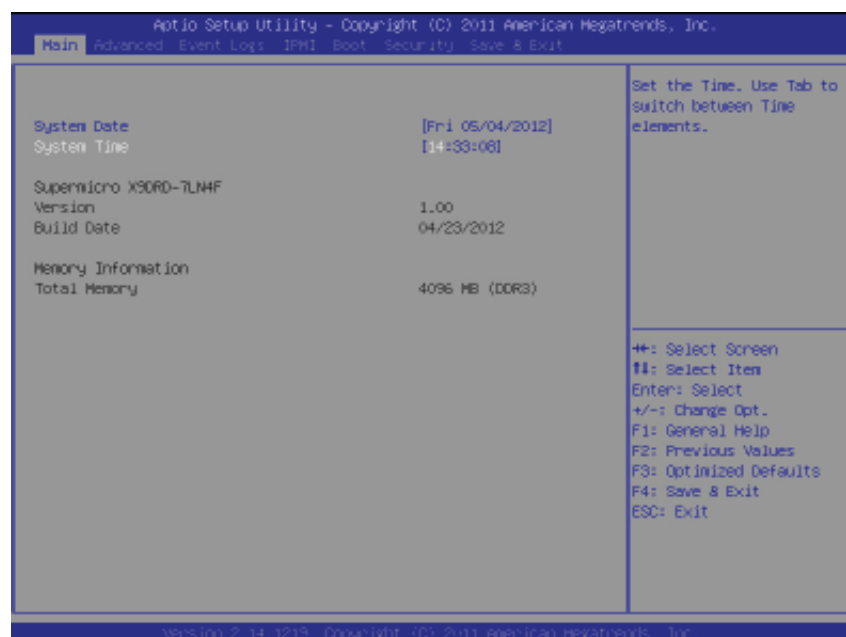 Aptio Setup Utility - Copyright (C) 2011 American Megatrends, Inc.
Main Advanced Event Logs IPMI Boot Security Save & Exit
System Date [Fri 05/04/2012]
System Time [14:33:08]
Supermicro X9DRD-7LN4F
Version 1.00
Build Date 04/23/2012
Memory Information
Total Memory 4096 MB (DDR3)
Set the Time. Use Tab to
switch between Time
elements.
→←: Select Screen
↑↓: Select Item
Enter: Select
+/-: Change Opt.
F1: General Help
F2: Previous Values
F3: Optimized Defaults
F4: Save & Exit
ESC: Exit
Version 2.14.1219. Copyright (C) 2011 American Megatrends, Inc.